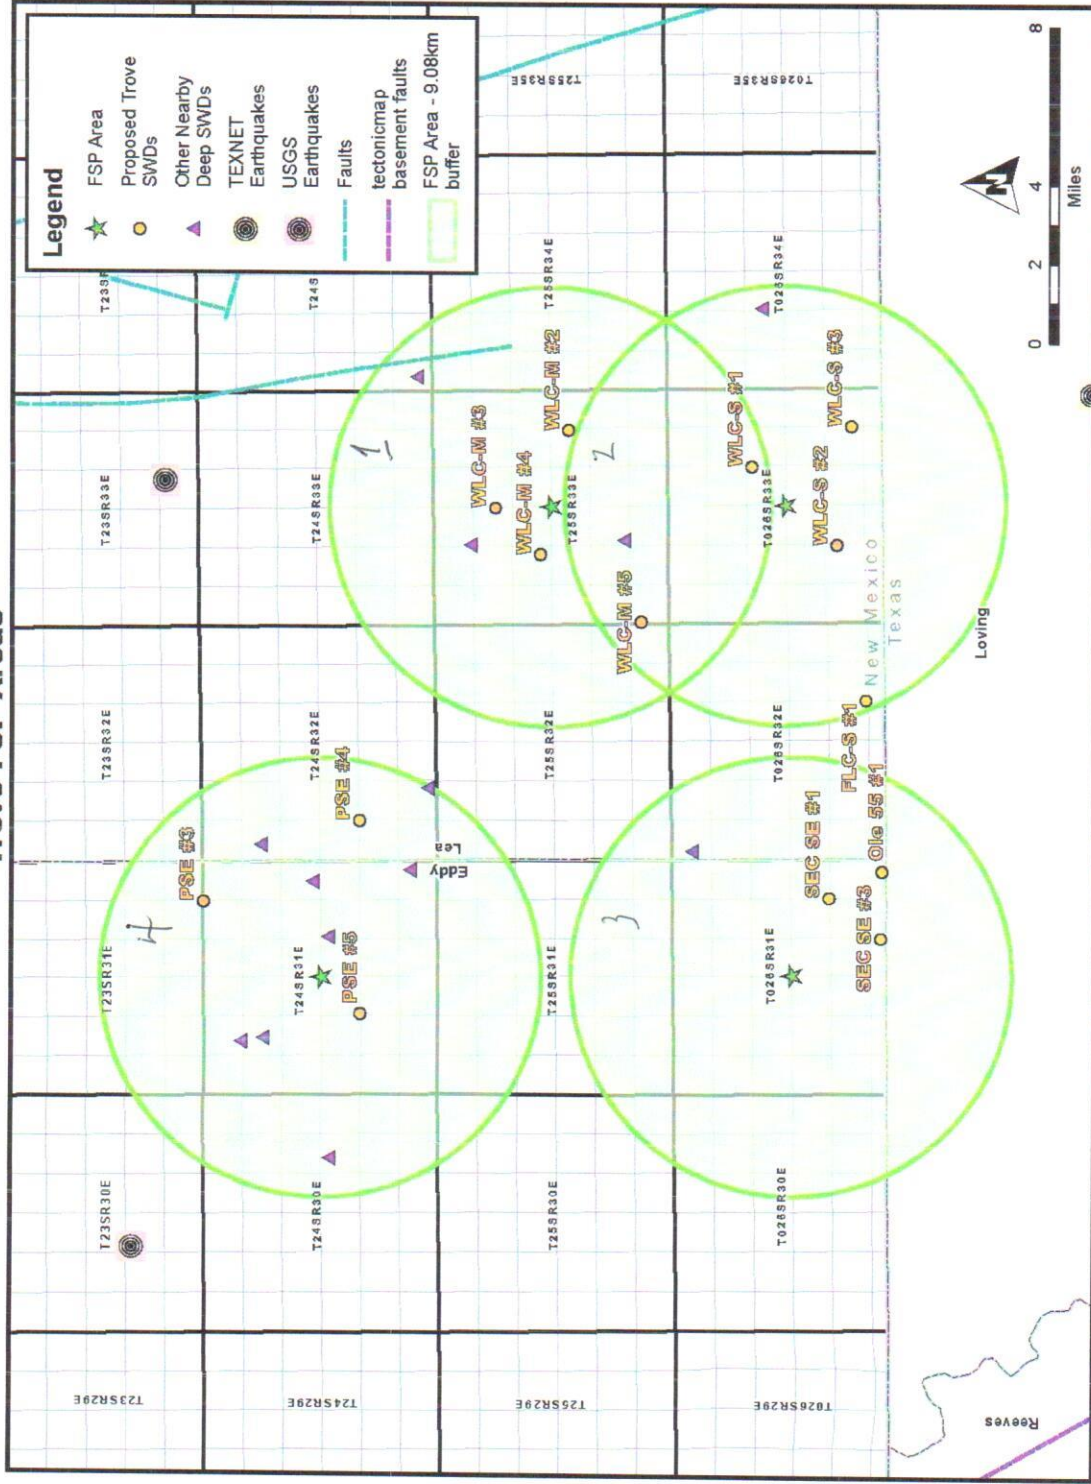 Legend
FSP Area
Proposed Trove
SWDs
Other Nearby
Deep SWDs
TEXNET
Earthquakes
USGS
Earthquakes
Faults
tectonicmap
basement faults
FSP Area - 9.08km
buffer
T23SR29E
T23SR30E
T23SR31E
T23SR32E
T23SR33E
T24SR29E
T24SR30E
T24SR31E
T24SR32E
T24SR33E
T25SR29E
T25SR30E
T25SR31E
T25SR32E
T25SR33E
T25SR34E
T25SR35E
T026SR29E
T026SR30E
T026SR31E
T026SR32E
T026SR33E
T026SR34E
T026SR35E
4
PSE #3
PSE #4
PSE #5
Eddy
Lea
1
WLC-M #3
WLC-M #4
WLC-M #2
WLC-M #5
2
WLC-S #1
WLC-S #2
WLC-S #3
3
SEC SE #1
SEC SE #3
FLC-S #1
Ole 55 #1
New Mexico
Texas
Loving
Reeves
N
0 2 4 8
Miles